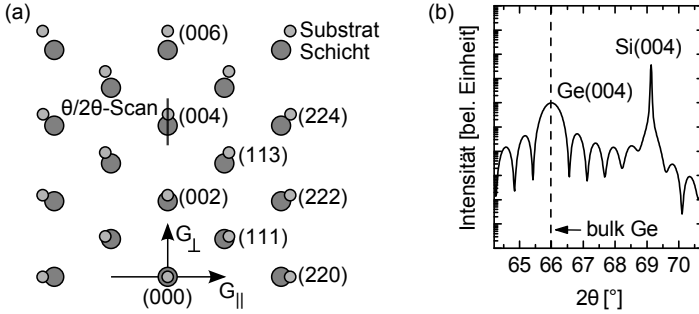 (a)
(006)
Substrat
Schicht
θ/2θ-Scan
(004)
(224)
(113)
(002)
(222)
G⊥
(111)
(220)
(000)
G||
(b)
Intensität [bel. Einheit]
Si(004)
Ge(004)
bulk Ge
65 66 67 68 69 70
2θ [°]